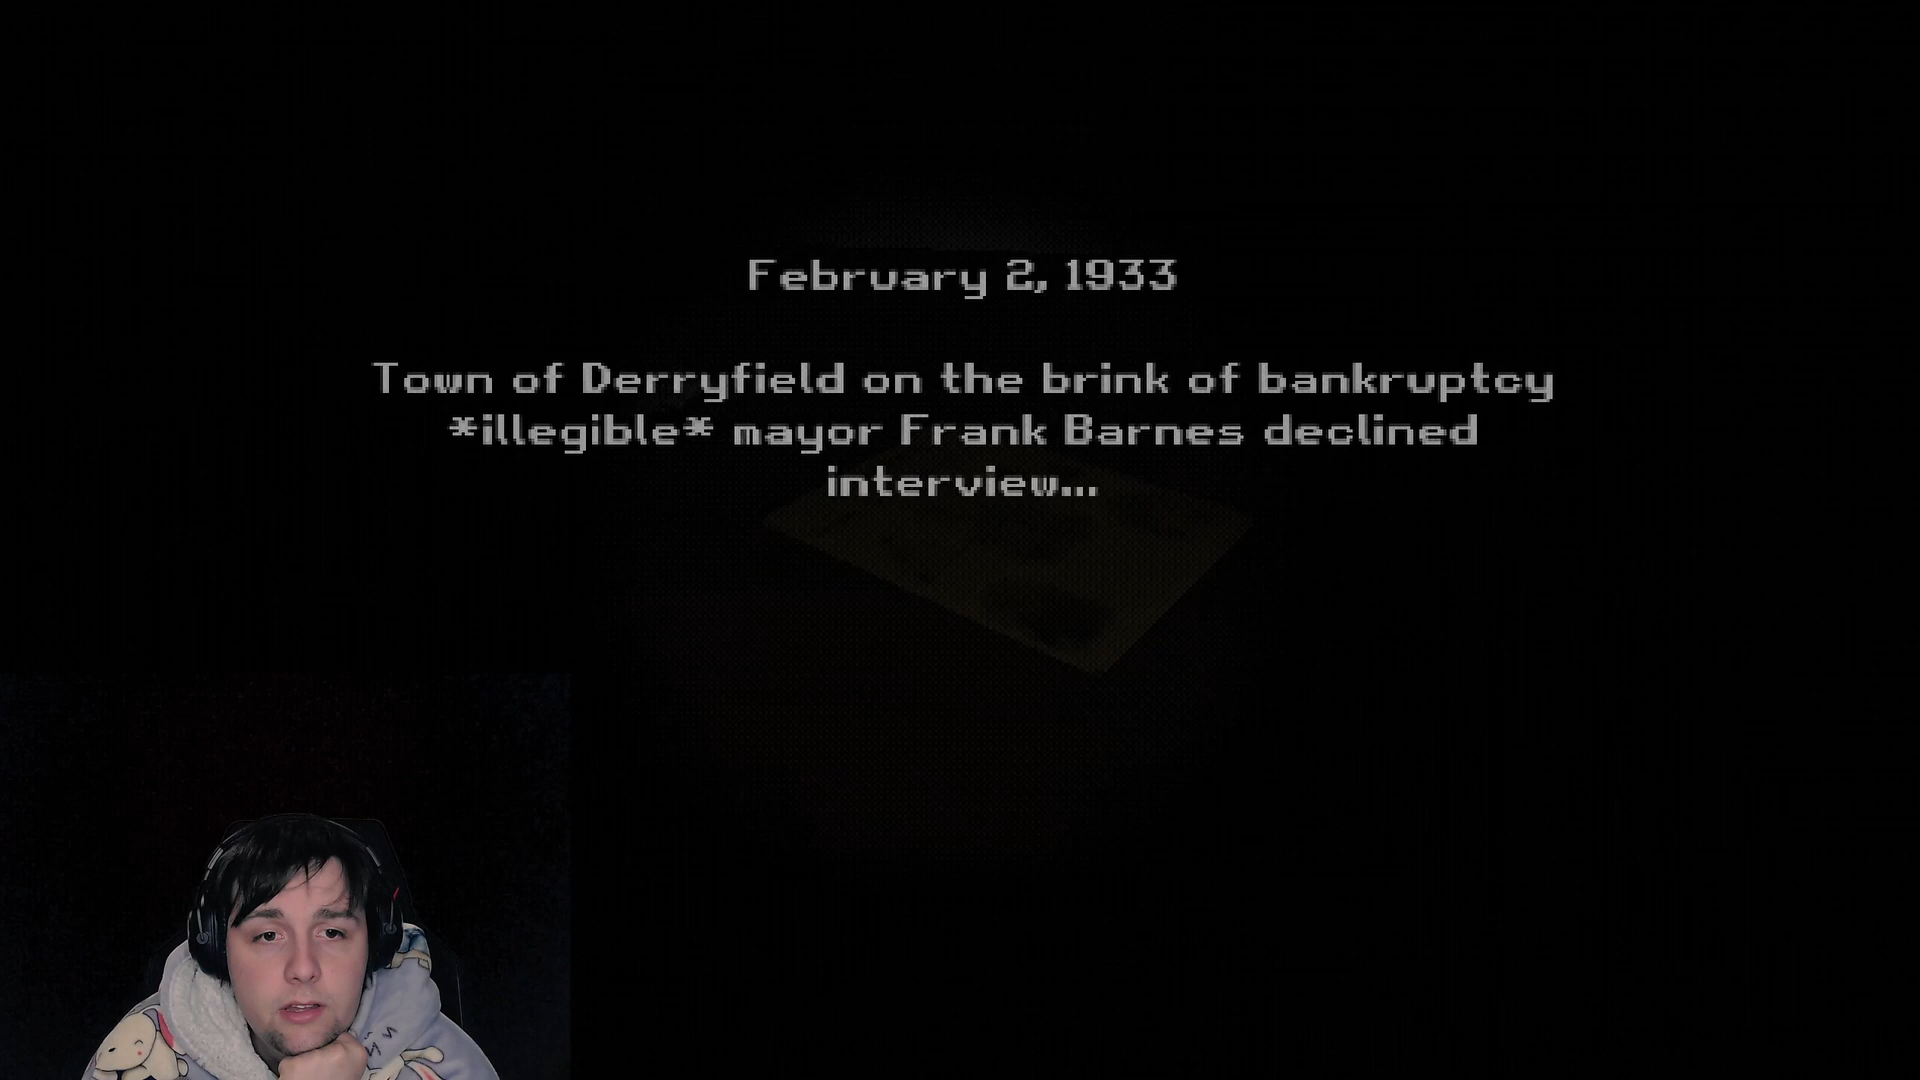 February 2, 1933
Town of Derryfield on the brink of bankruptcy
*illegible* mayor Frank Barnes declined
interview...